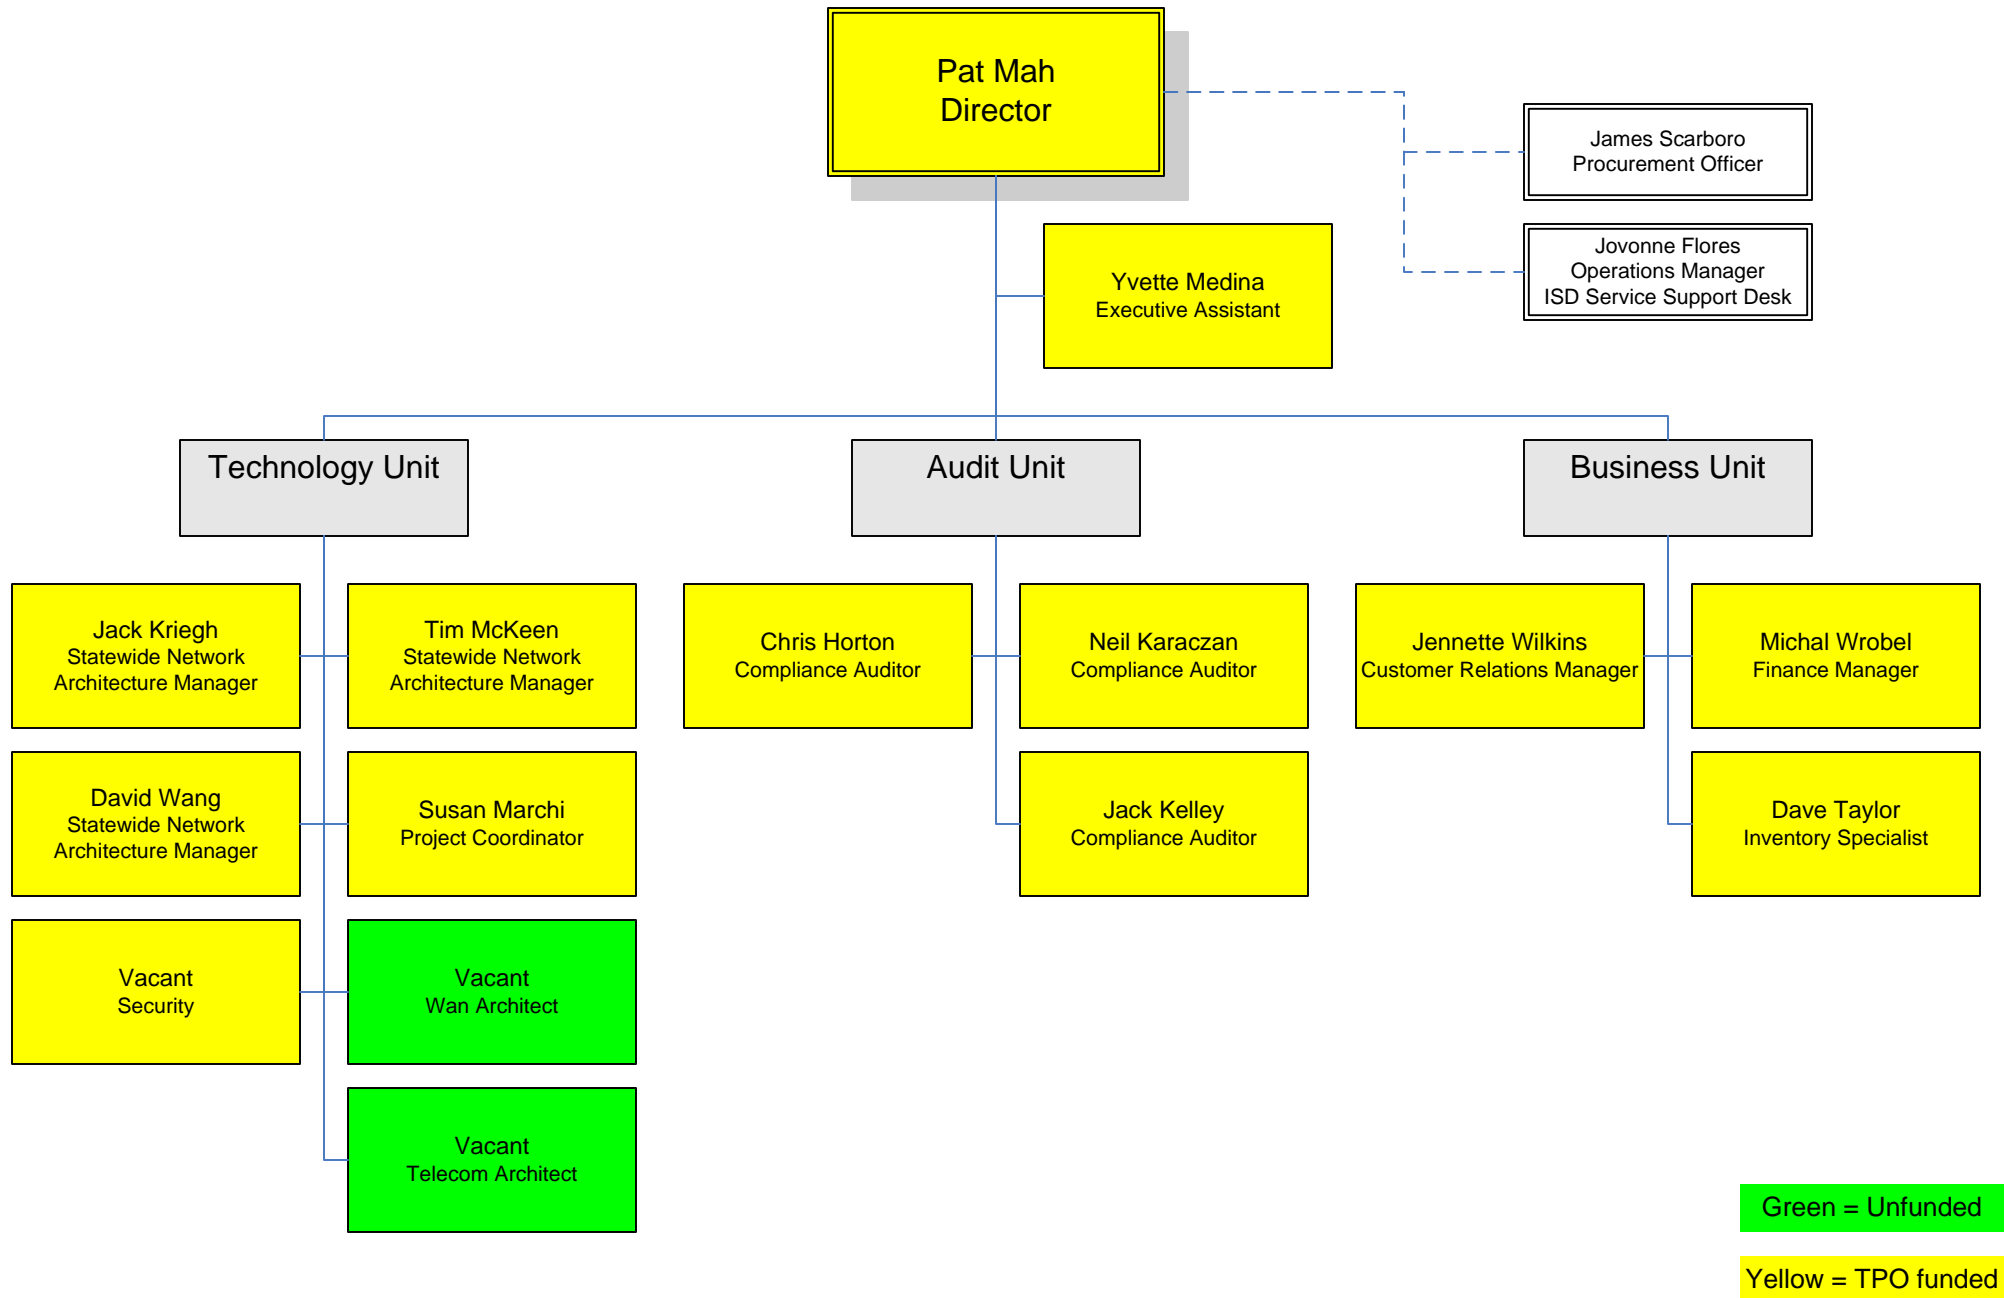 Pat Mah
Director
James Scarboro
Procurement Officer
Jovonne Flores
Operations Manager
ISD Service Support Desk
Yvette Medina
Executive Assistant
Technology Unit
Audit Unit
Business Unit
Jack Kriegh
Statewide Network
Architecture Manager
Tim McKeen
Statewide Network
Architecture Manager
Chris Horton
Compliance Auditor
Neil Karaczan
Compliance Auditor
Jennette Wilkins
Customer Relations Manager
Michal Wrobel
Finance Manager
David Wang
Statewide Network
Architecture Manager
Susan Marchi
Project Coordinator
Jack Kelley
Compliance Auditor
Dave Taylor
Inventory Specialist
Vacant
Security
Vacant
Wan Architect
Vacant
Telecom Architect
Green = Unfunded
Yellow = TPO funded